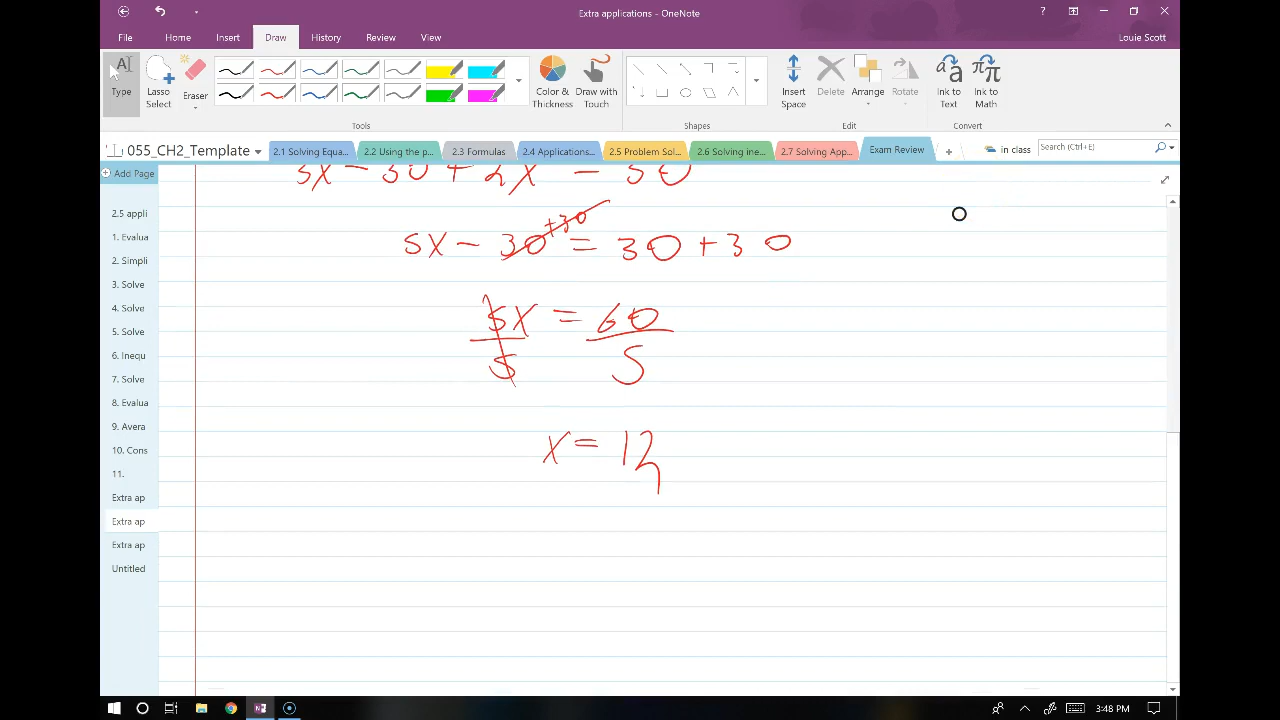 Extra applications - OneNote
?
File Home Insert Draw History Review View
Louie Scott
Type
Lasso Select
Eraser
Color & Thickness
Draw with Touch
Insert Space
Delete
Arrange
Rotate
Ink to Text
Ink to Math
Tools
Shapes
Edit
Convert
055_CH2_Template
2.1 Solving Equa...
2.2 Using the p...
2.3 Formulas
2.4 Applications...
2.5 Problem Sol...
2.6 Solving ine...
2.7 Solving App...
Exam Review
+
in class
Search (Ctrl+E)
Add Page
2.5 appli
1. Evalua
2. Simpli
3. Solve
4. Solve
5. Solve
6. Inequ
7. Solve
8. Evalua
9. Avera
10. Cons
11.
Extra ap
Extra ap
Extra ap
Untitled
+30
5x - 30 = 30 + 30
5x = 60
5 5
x = 12
3:48 PM